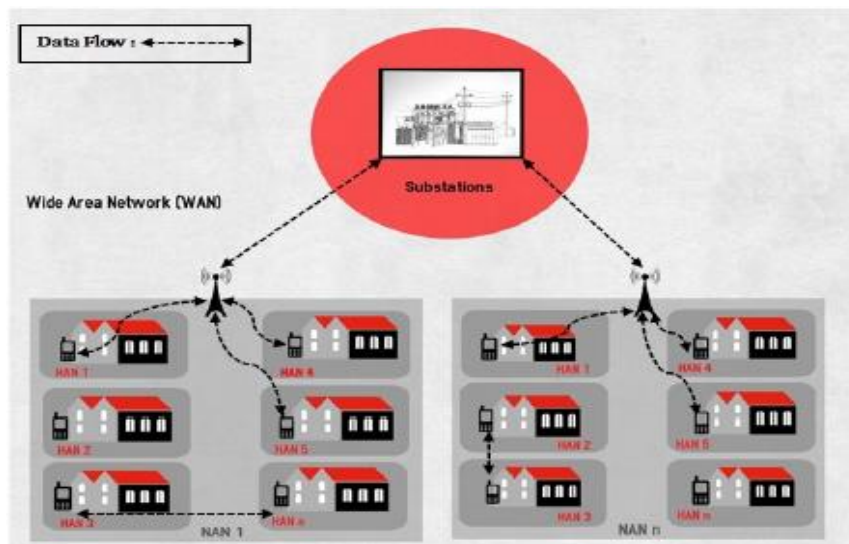 Data Flow :
Substations
Wide Area Network (WAN)
HAN 1
HAN 4
HAN 2
HAN 5
HAN 3
HAN n
NAN 1
HAN 1
HAN 4
HAN 2
HAN 5
HAN 3
HAN n
NAN n